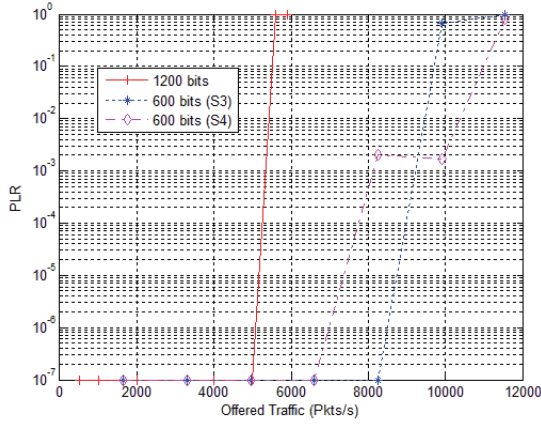 10^0
10^-1
10^-2
10^-3
10^-4
10^-5
10^-6
10^-7
PLR
1200 bits
600 bits (S3)
600 bits (S4)
0 2000 4000 6000 8000 10000 12000
Offered Traffic (Pkts/s)